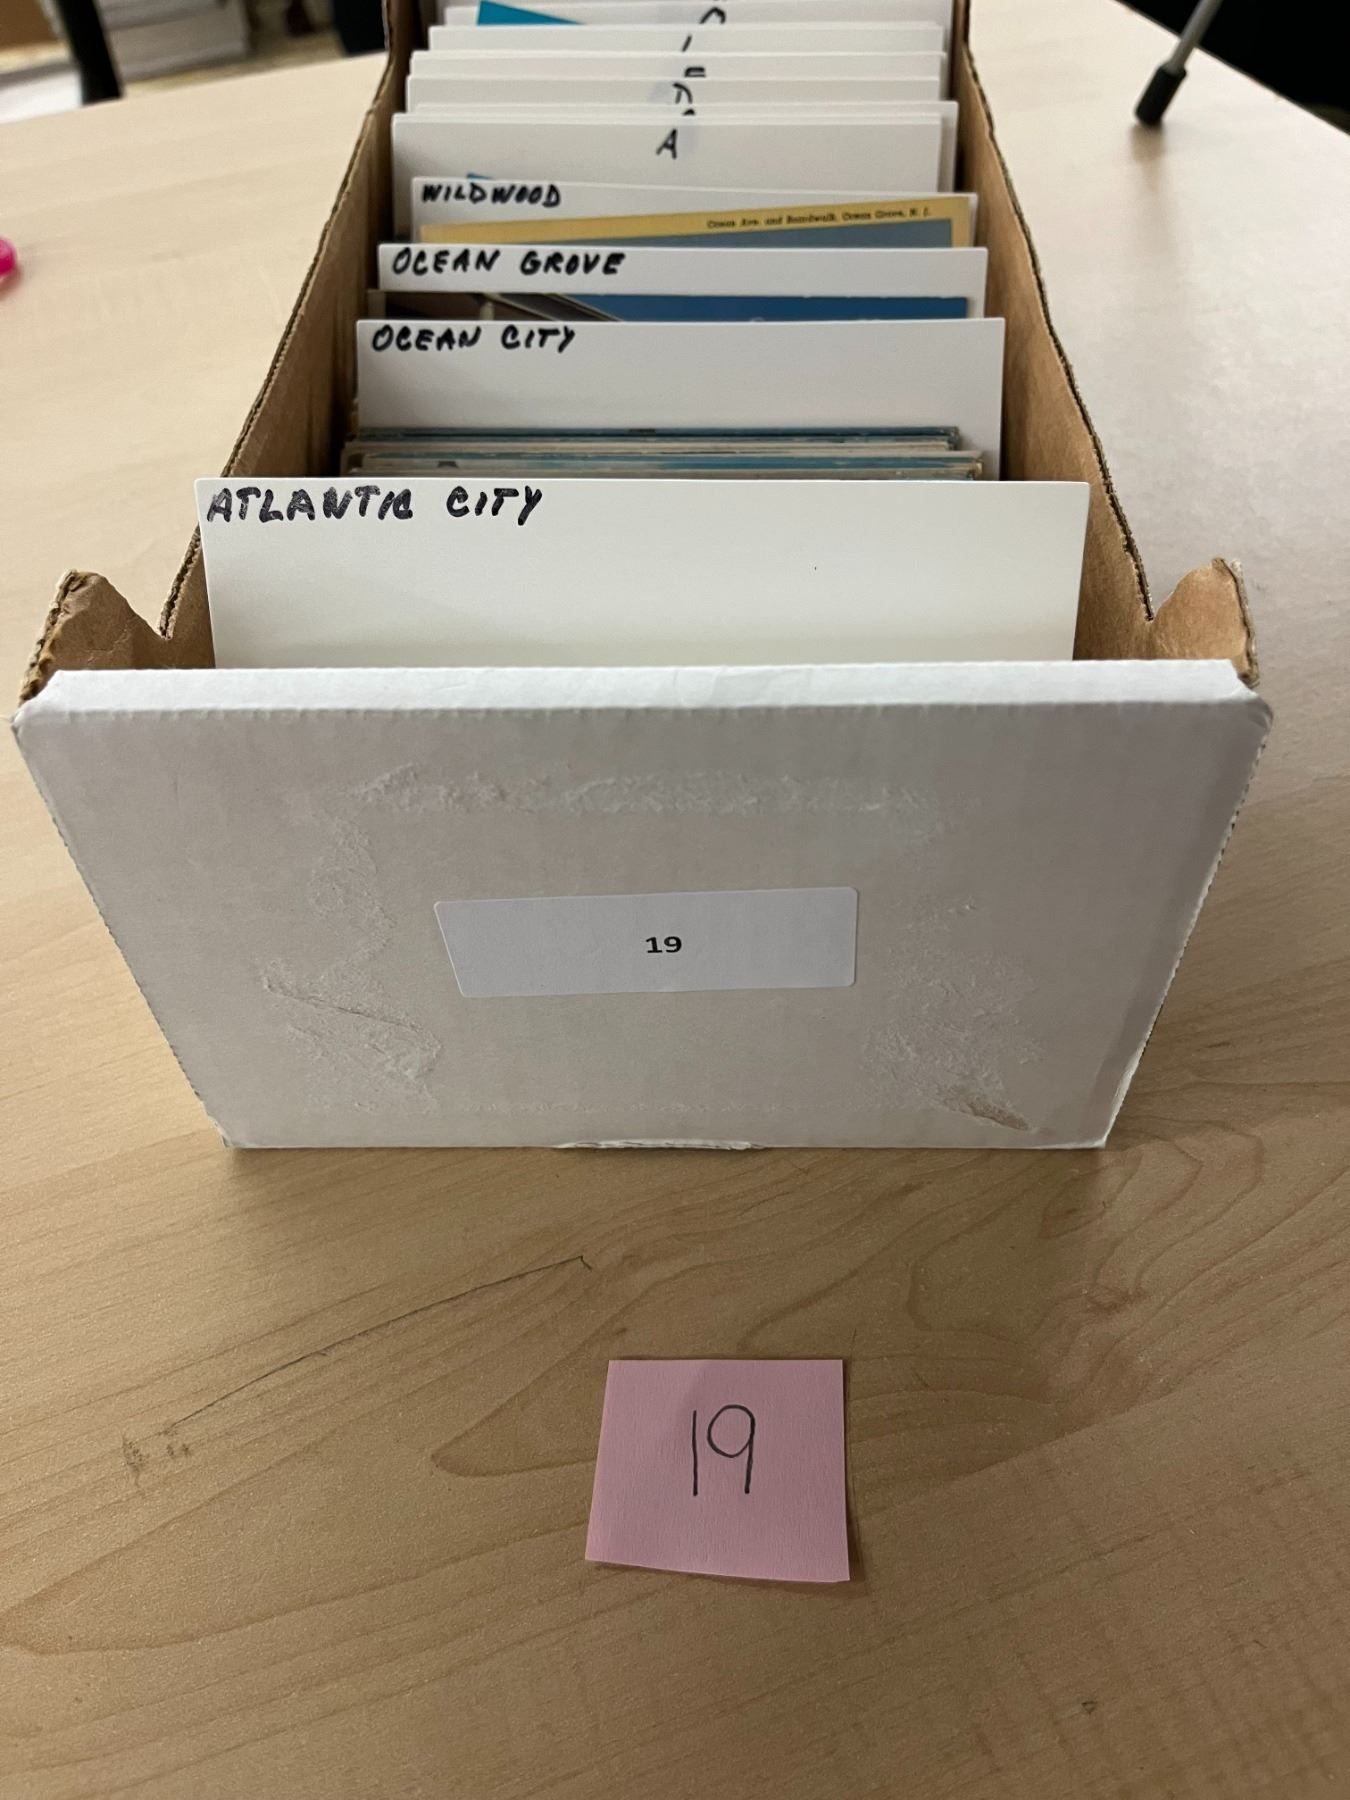 A
WILDWOOD
Ocean Ave. and Boardwalk, Ocean Grove, N. J.
OCEAN GROVE
OCEAN CITY
ATLANTIC CITY
19
19